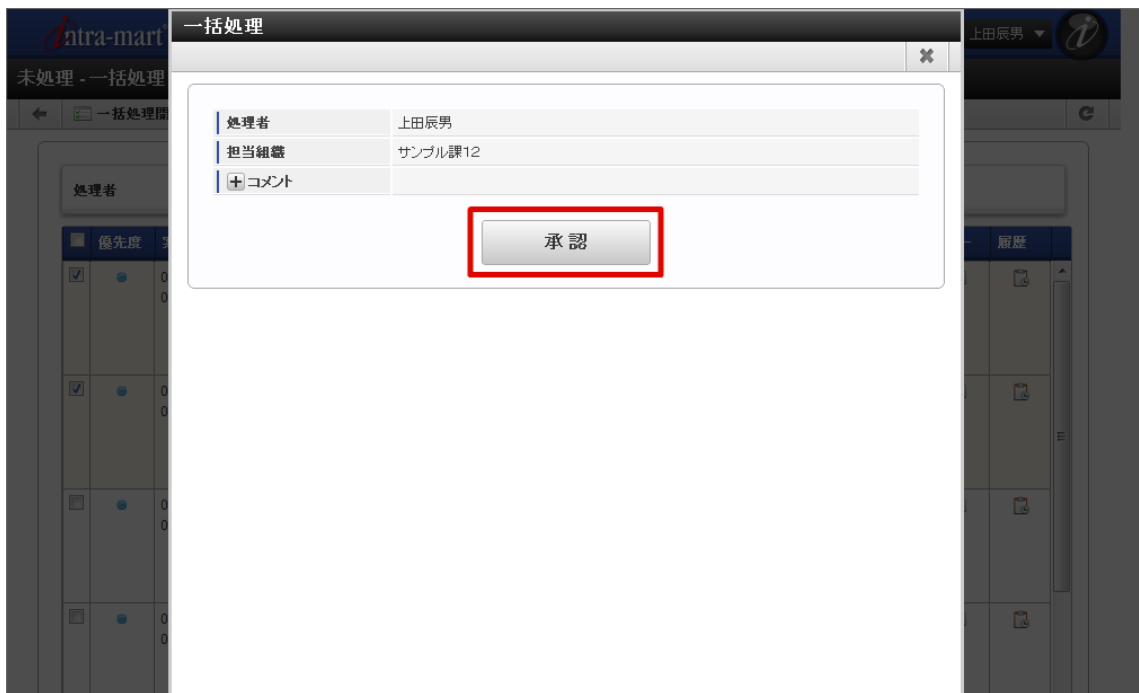 intra-mart
一括処理
上田辰男
未処理 - 一括処理
一括処理開
処理者 上田辰男
担当組織 サンプル課12
コメント
処理者
承認
優先度
履歴